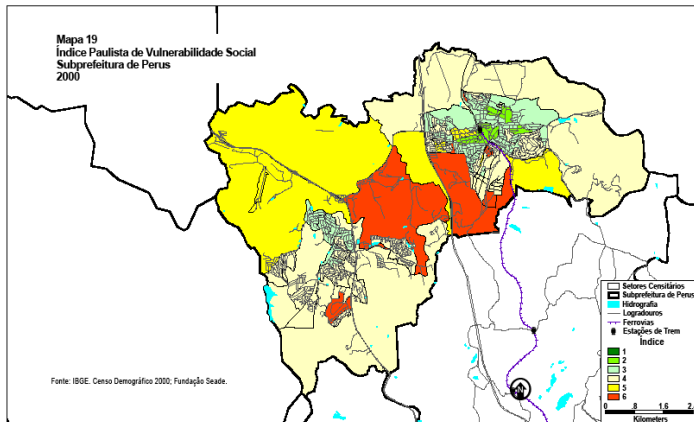 Mapa 19
Índice Paulista de Vulnerabilidade Social
Subprefeitura de Perus
2000
Setores Censitários
Subprefeitura de Perus
Hidrografia
Logradouros
Ferrovias
Estações de Trem
Índice
1
2
3
4
5
6
0 .8 1.6 2.
Kilometers
Fonte: IBGE. Censo Demográfico 2000; Fundação Seade.